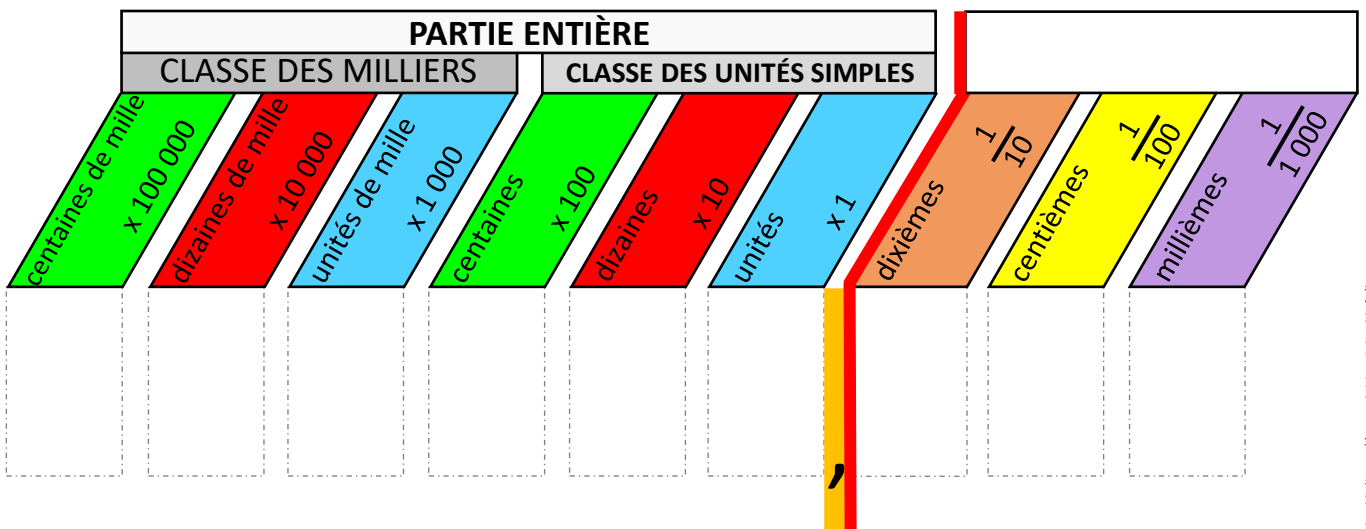 PARTIE ENTIÈRE
CLASSE DES MILLIERS
CLASSE DES UNITÉS SIMPLES
centaines de mille
x 100 000
dizaines de mille
x 10 000
unités de mille
x 1 000
centaines
x 100
dizaines
x 10
unités
x 1
dixièmes
1
10
centièmes
1
100
millièmes
1
1 000
,